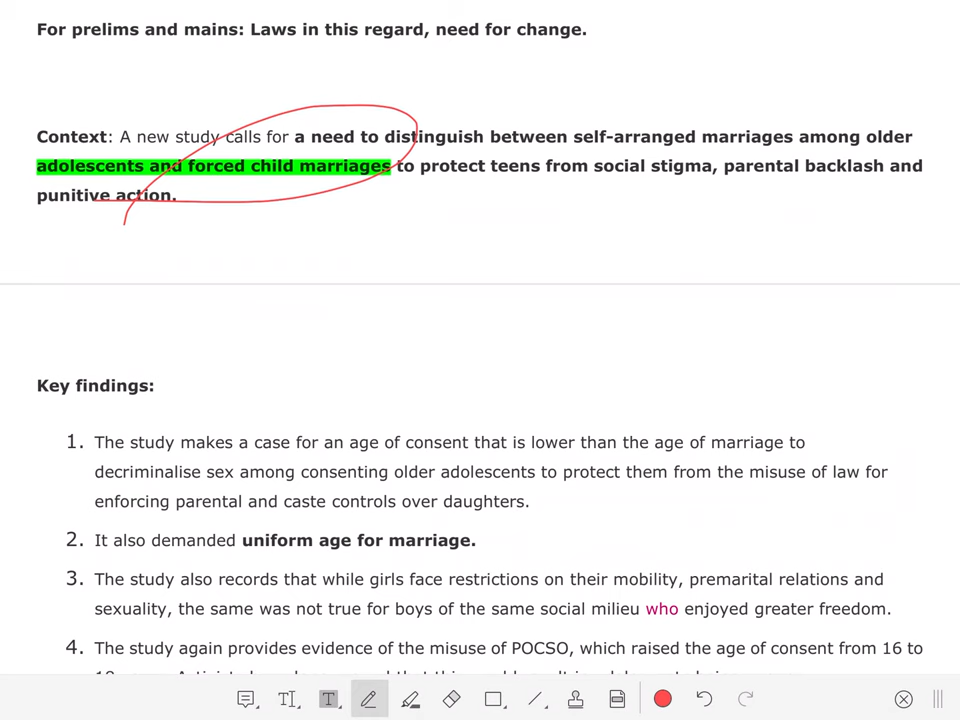 For prelims and mains: Laws in this regard, need for change.
Context: A new study calls for a need to distinguish between self-arranged marriages among older
adolescents and forced child marriages to protect teens from social stigma, parental backlash and
punitive action.
Key findings:
1. The study makes a case for an age of consent that is lower than the age of marriage to
decriminalise sex among consenting older adolescents to protect them from the misuse of law for
enforcing parental and caste controls over daughters.
2. It also demanded uniform age for marriage.
3. The study also records that while girls face restrictions on their mobility, premarital relations and
sexuality, the same was not true for boys of the same social milieu who enjoyed greater freedom.
4. The study again provides evidence of the misuse of POCSO, which raised the age of consent from 16 to